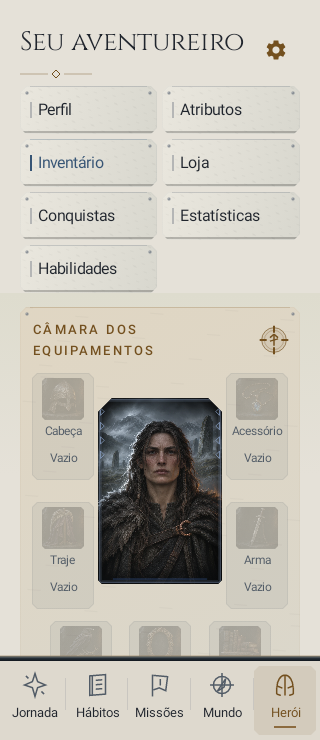 Seu aventureiro
Perfil
Atributos
Inventário
Loja
Conquistas
Estatísticas
Habilidades
CÂMARA DOS
EQUIPAMENTOS
Cabeça
Vazio
Acessório
Vazio
Traje
Vazio
Arma
Vazio
Jornada
Hábitos
Missões
Mundo
Herói